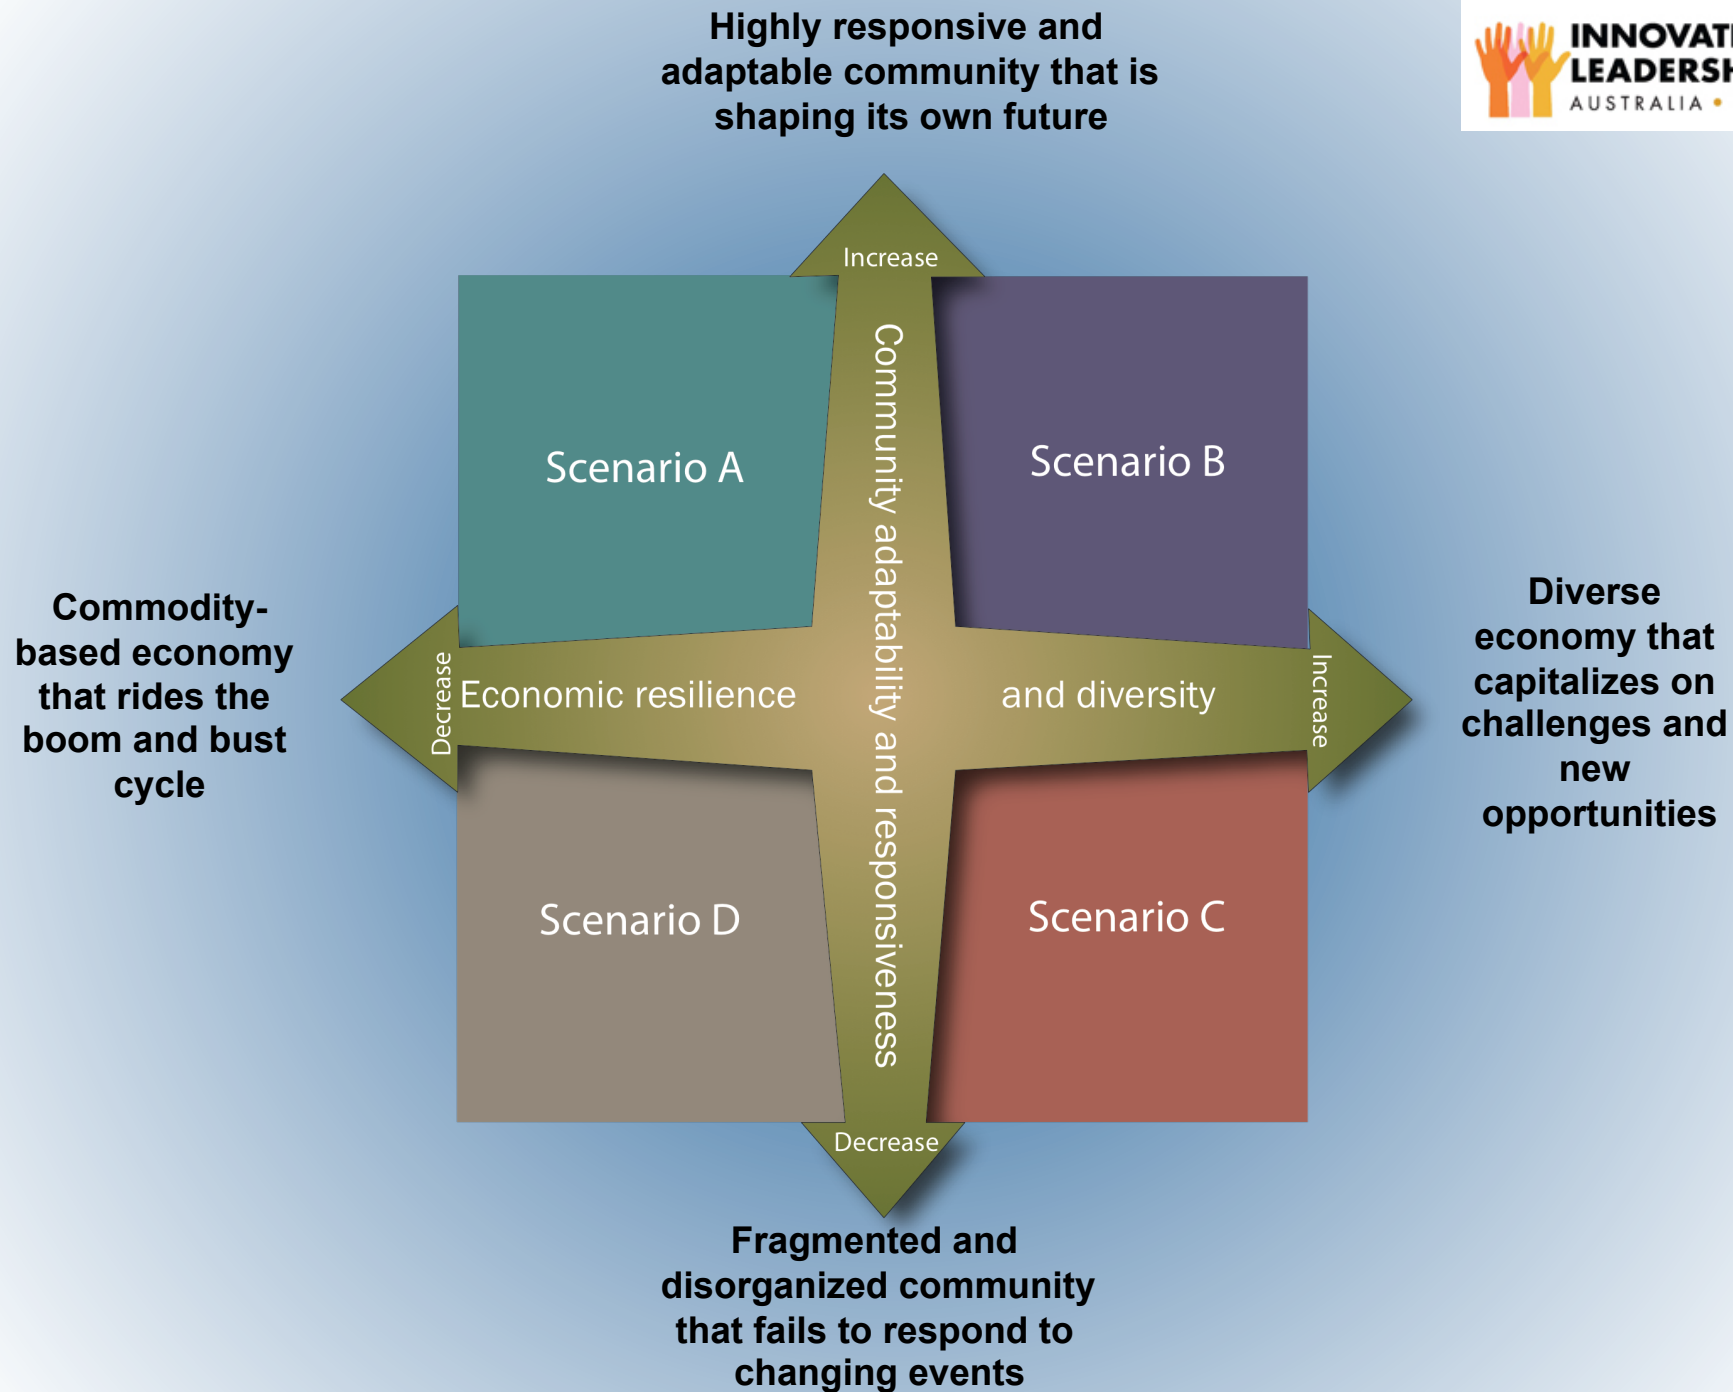 Highly responsive and
adaptable community that is
shaping its own future
LEADERSH
AUSTRALIA •
Increase
Scenario A
Scenario B
Community adaptability and responsiveness
Commodity-
based economy
that rides the
boom and bust
cycle
Decrease
Economic resilience
and diversity
Increase
Diverse
economy that
capitalizes on
challenges and
new
opportunities
Scenario D
Scenario C
Decrease
Fragmented and
disorganized community
that fails to respond to
changing events